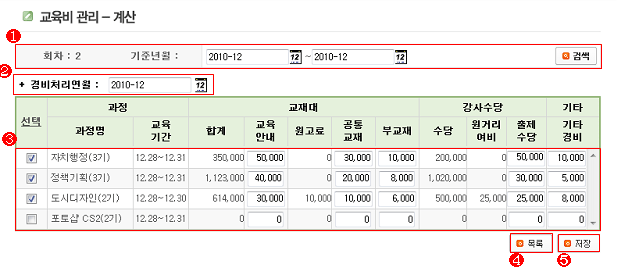 교육비 관리 - 계산
1
회차 : 2 기준년월 : 2010-12 12 ~ 2010-12 12 검색
2
+ 경비처리연월 : 2010-12 12
3
선택 과정 교재대 강사수당 기타
과정명 교육 기간 합계 교육 안내 원고료 공통 교재 부교재 수당 원거리 여비 출제 수당 기타 경비
자치행정(3기) 12.28~12.31 350,000 50,000 0 30,000 10,000 200,000 0 50,000 10,000
정책기획(3기) 12.28~12.31 1,123,000 40,000 0 20,000 8,000 1,020,000 0 30,000 5,000
도시디자인(2기) 12.28~12.30 614,000 30,000 10,000 10,000 6,000 500,000 25,000 25,000 8,000
포토샵 CS2(2기) 12.28~12.31 0 0 0 0 0 0 0 0 0
목록 저장
4 5